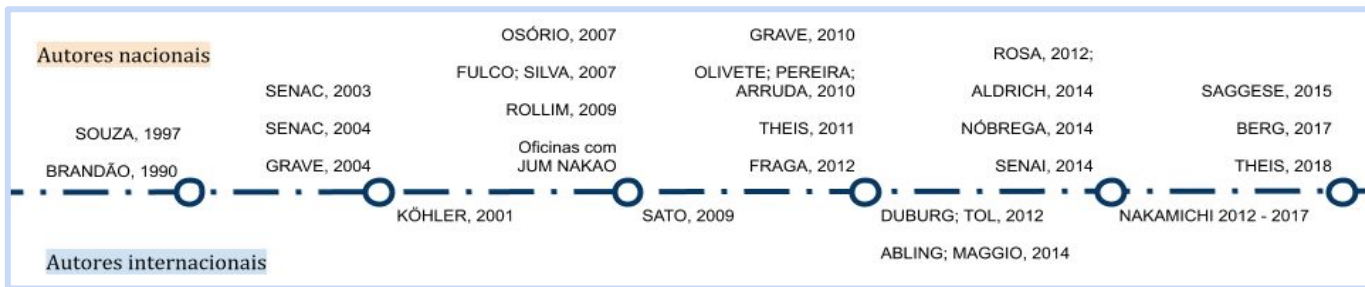 Autores nacionais
SOUZA, 1997
BRANDÃO, 1990
SENAC, 2003
SENAC, 2004
GRAVE, 2004
OSÓRIO, 2007
FULCO; SILVA, 2007
ROLLIM, 2009
Oficinas com
JUM NAKAO
GRAVE, 2010
OLIVETE; PEREIRA;
ARRUDA, 2010
THEIS, 2011
FRAGA, 2012
ROSA, 2012;
ALDRICH, 2014
NÓBREGA, 2014
SENAI, 2014
SAGGESE, 2015
BERG, 2017
THEIS, 2018
KÖHLER, 2001
SATO, 2009
DUBURG; TOL, 2012
ABLING; MAGGIO, 2014
NAKAMICHI 2012 - 2017
Autores internacionais